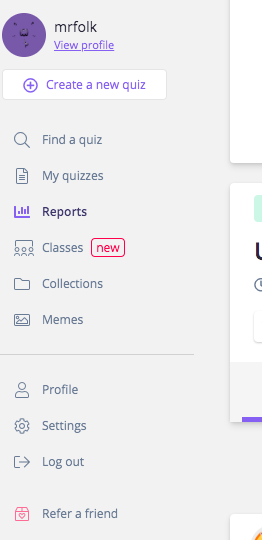 mrfolk
View profile
Create a new quiz
Find a quiz
My quizzes
Reports
Classes new
Collections
Memes
Profile
Settings
Log out
Refer a friend